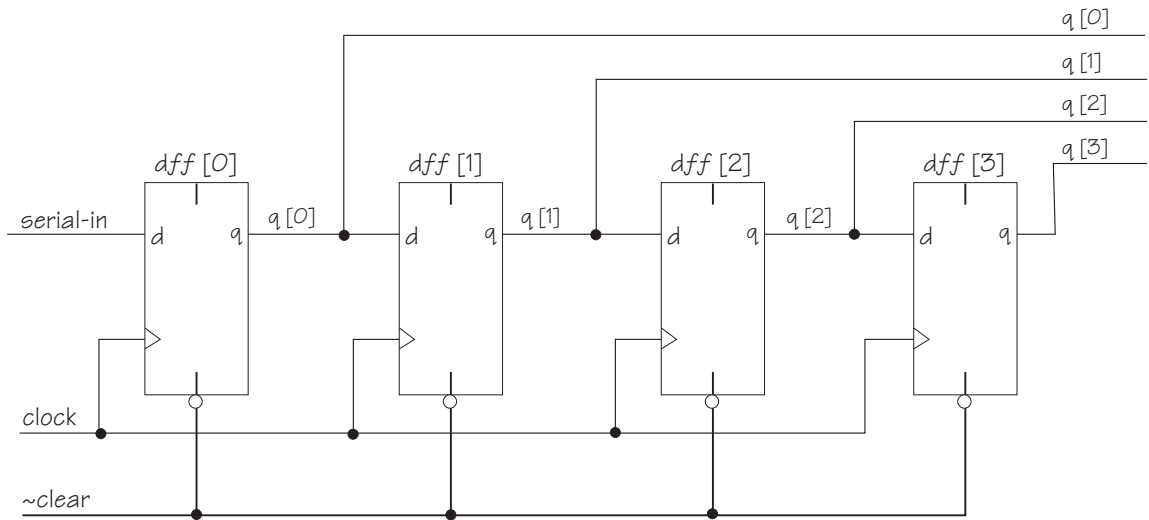 q [0]
q [1]
q [2]
q [3]
dff [0]
dff [1]
dff [2]
dff [3]
serial-in
d
q
q [0]
d
q
q [1]
d
q
q [2]
d
q
clock
~clear